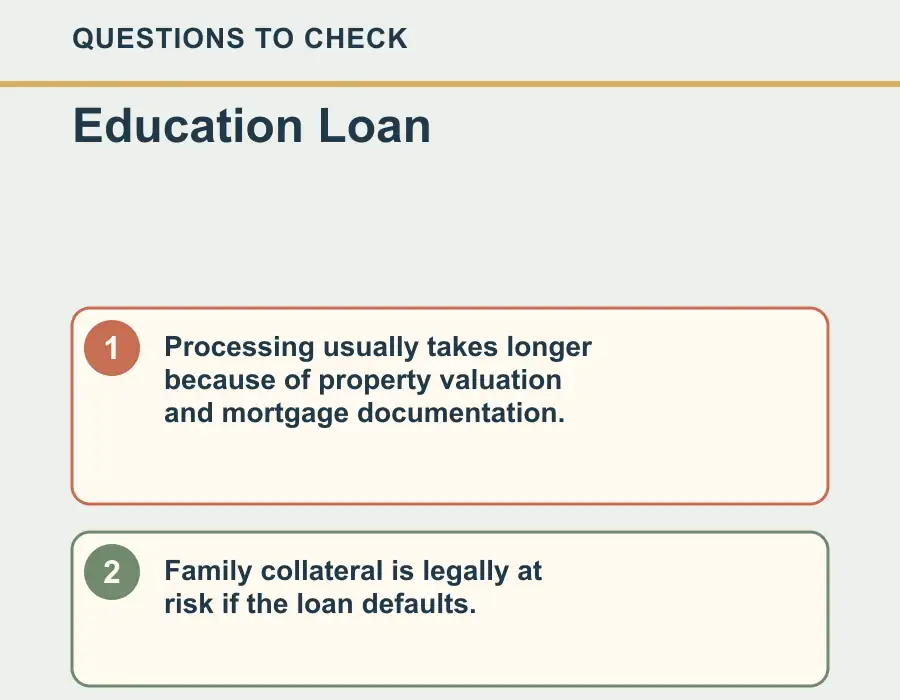 QUESTIONS TO CHECK
Education Loan
1
Processing usually takes longer
because of property valuation
and mortgage documentation.
2
Family collateral is legally at
risk if the loan defaults.